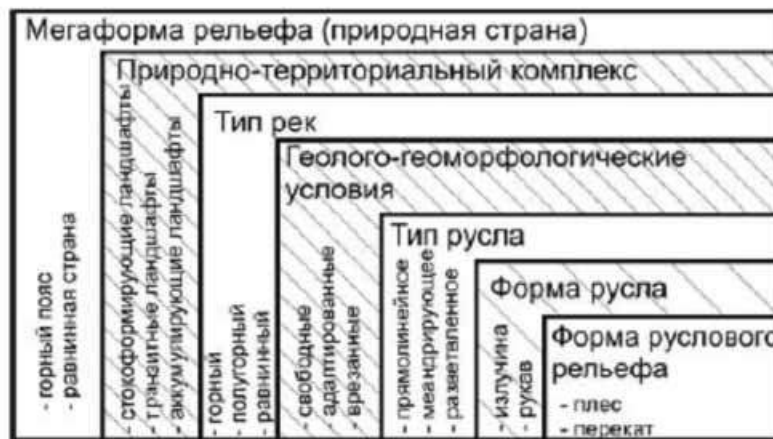 Мегаформа рельефа (природная страна)
- горный пояс
- равнинная страна
Природно-территориальный комплекс
- стокоформирующие ландшафты
- транзитные ландшафты
- аккумулирующие ландшафты
Тип рек
- горный
- полугорный
- равнинный
Геолого-геоморфологические
условия
- свободные
- адаптированные
- врезанные
Тип русла
- прямолинейное
- меандрирующее
- разветвленное
Форма русла
- излучина
- рукав
Форма руслового
рельефа
- плес
- перекат